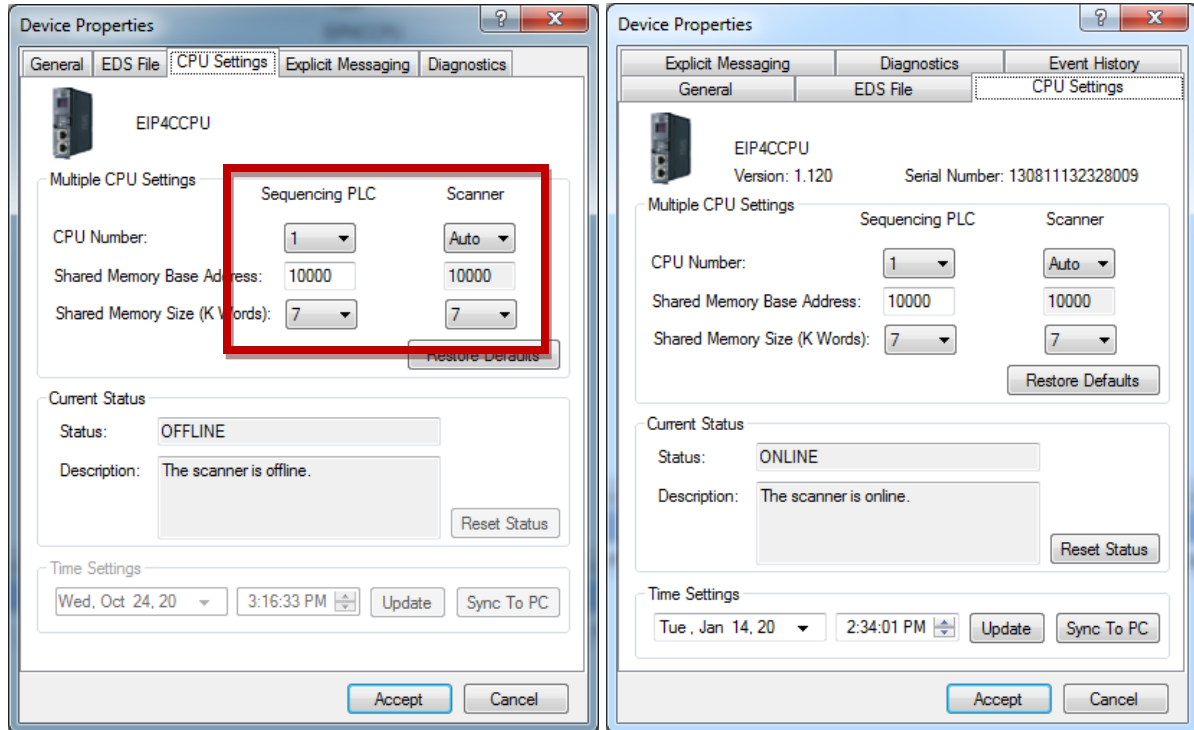 Device Properties
General EDS File CPU Settings Explicit Messaging Diagnostics
EIP4CCPU
Multiple CPU Settings
Sequencing PLC Scanner
CPU Number: 1 Auto
Shared Memory Base Address: 10000 10000
Shared Memory Size (K Words): 7 7
Restore Defaults
Current Status
Status: OFFLINE
Description: The scanner is offline.
Reset Status
Time Settings
Wed, Oct 24, 20 3:16:33 PM Update Sync To PC
Accept Cancel
Device Properties
Explicit Messaging Diagnostics Event History
General EDS File CPU Settings
EIP4CCPU
Version: 1.120 Serial Number: 130811132328009
Multiple CPU Settings
Sequencing PLC Scanner
CPU Number: 1 Auto
Shared Memory Base Address: 10000 10000
Shared Memory Size (K Words): 7 7
Restore Defaults
Current Status
Status: ONLINE
Description: The scanner is online.
Reset Status
Time Settings
Tue , Jan 14, 20 2:34:01 PM Update Sync To PC
Accept Cancel